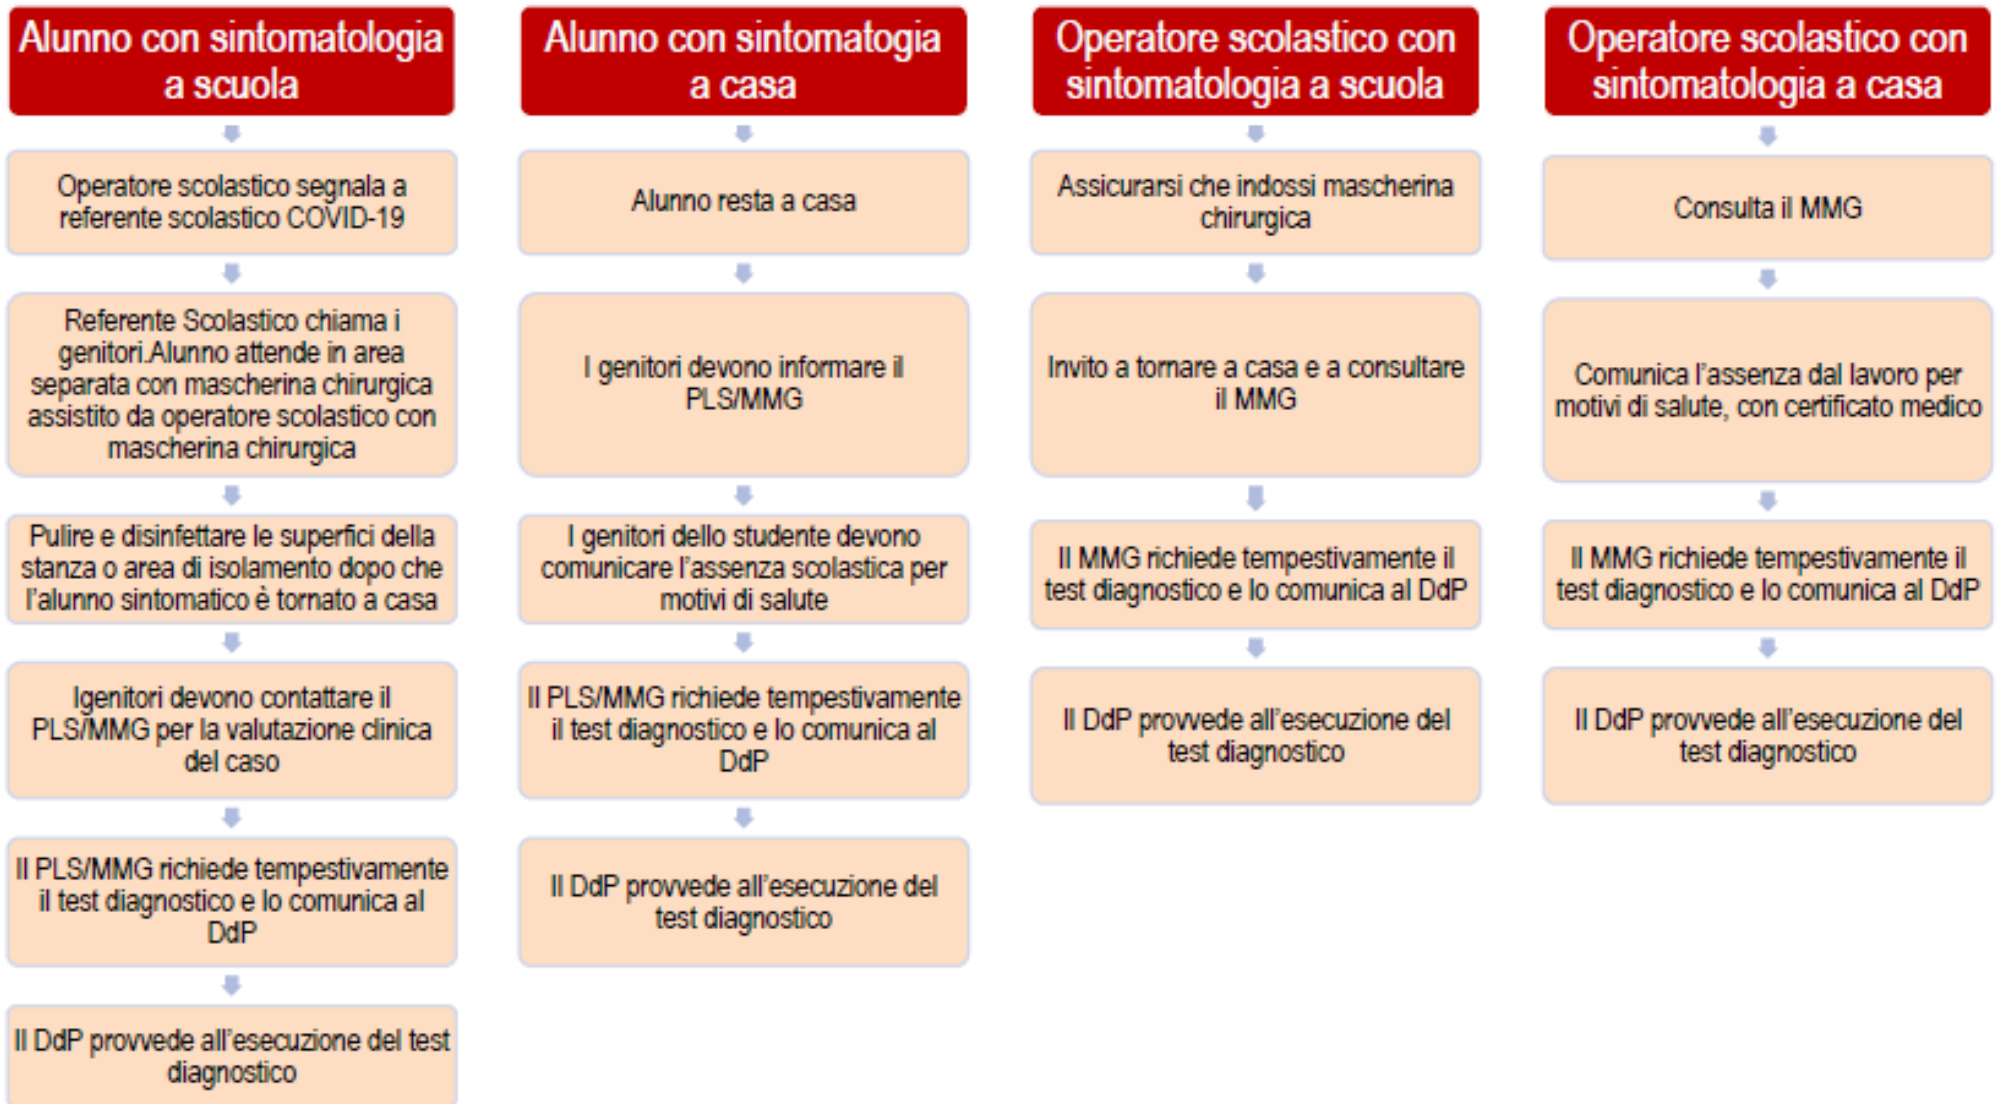 Alunno con sintomatologia
a scuola
Operatore scolastico segnala a
referente scolastico COVID-19
Referente Scolastico chiama i
genitori.Alunno attende in area
separata con mascherina chirurgica
assistito da operatore scolastico con
mascherina chirurgica
Pulire e disinfettare le superfici della
stanza o area di isolamento dopo che
l'alunno sintomatico è tornato a casa
Igenitori devono contattare il
PLS/MMG per la valutazione clinica
del caso
Il PLS/MMG richiede tempestivamente
il test diagnostico e lo comunica al
DdP
Il DdP provvede all'esecuzione del test
diagnostico
Alunno con sintomatogia
a casa
Alunno resta a casa
I genitori devono informare il
PLS/MMG
I genitori dello studente devono
comunicare l'assenza scolastica per
motivi di salute
Il PLS/MMG richiede tempestivamente
il test diagnostico e lo comunica al
DdP
Il DdP provvede all'esecuzione del
test diagnostico
Operatore scolastico con
sintomatologia a scuola
Assicurarsi che indossi mascherina
chirurgica
Invito a tornare a casa e a consultare
il MMG
Il MMG richiede tempestivamente il
test diagnostico e lo comunica al DdP
Il DdP provvede all'esecuzione del
test diagnostico
Operatore scolastico con
sintomatologia a casa
Consulta il MMG
Comunica l'assenza dal lavoro per
motivi di salute, con certificato medico
Il MMG richiede tempestivamente il
test diagnostico e lo comunica al DdP
Il DdP provvede all'esecuzione del
test diagnostico